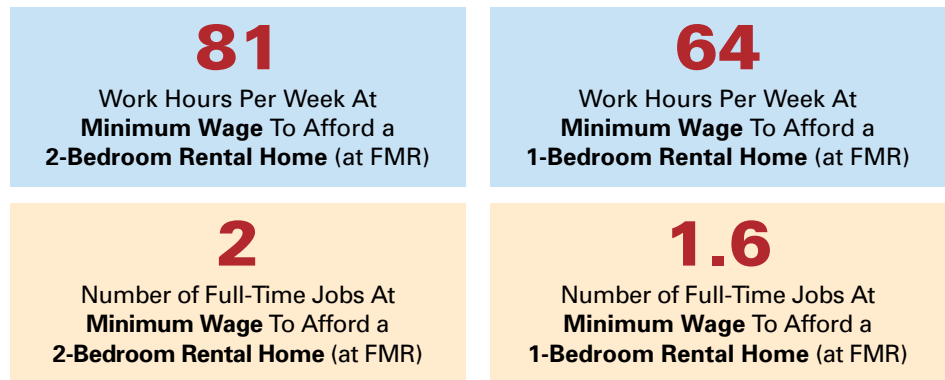 81
Work Hours Per Week At
Minimum Wage To Afford a
2-Bedroom Rental Home (at FMR)
64
Work Hours Per Week At
Minimum Wage To Afford a
1-Bedroom Rental Home (at FMR)
2
Number of Full-Time Jobs At
Minimum Wage To Afford a
2-Bedroom Rental Home (at FMR)
1.6
Number of Full-Time Jobs At
Minimum Wage To Afford a
1-Bedroom Rental Home (at FMR)